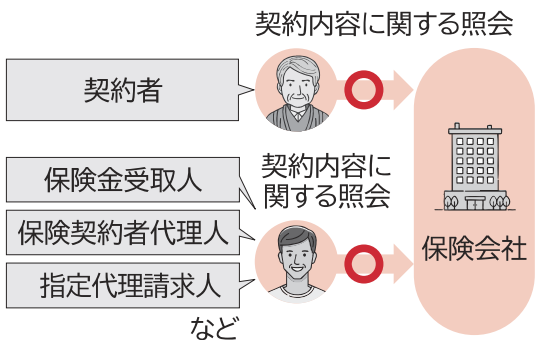 契約内容に関する照会
契約者
保険金受取人
契約内容に
関する照会
保険契約者代理人
指定代理請求人
など
保険会社